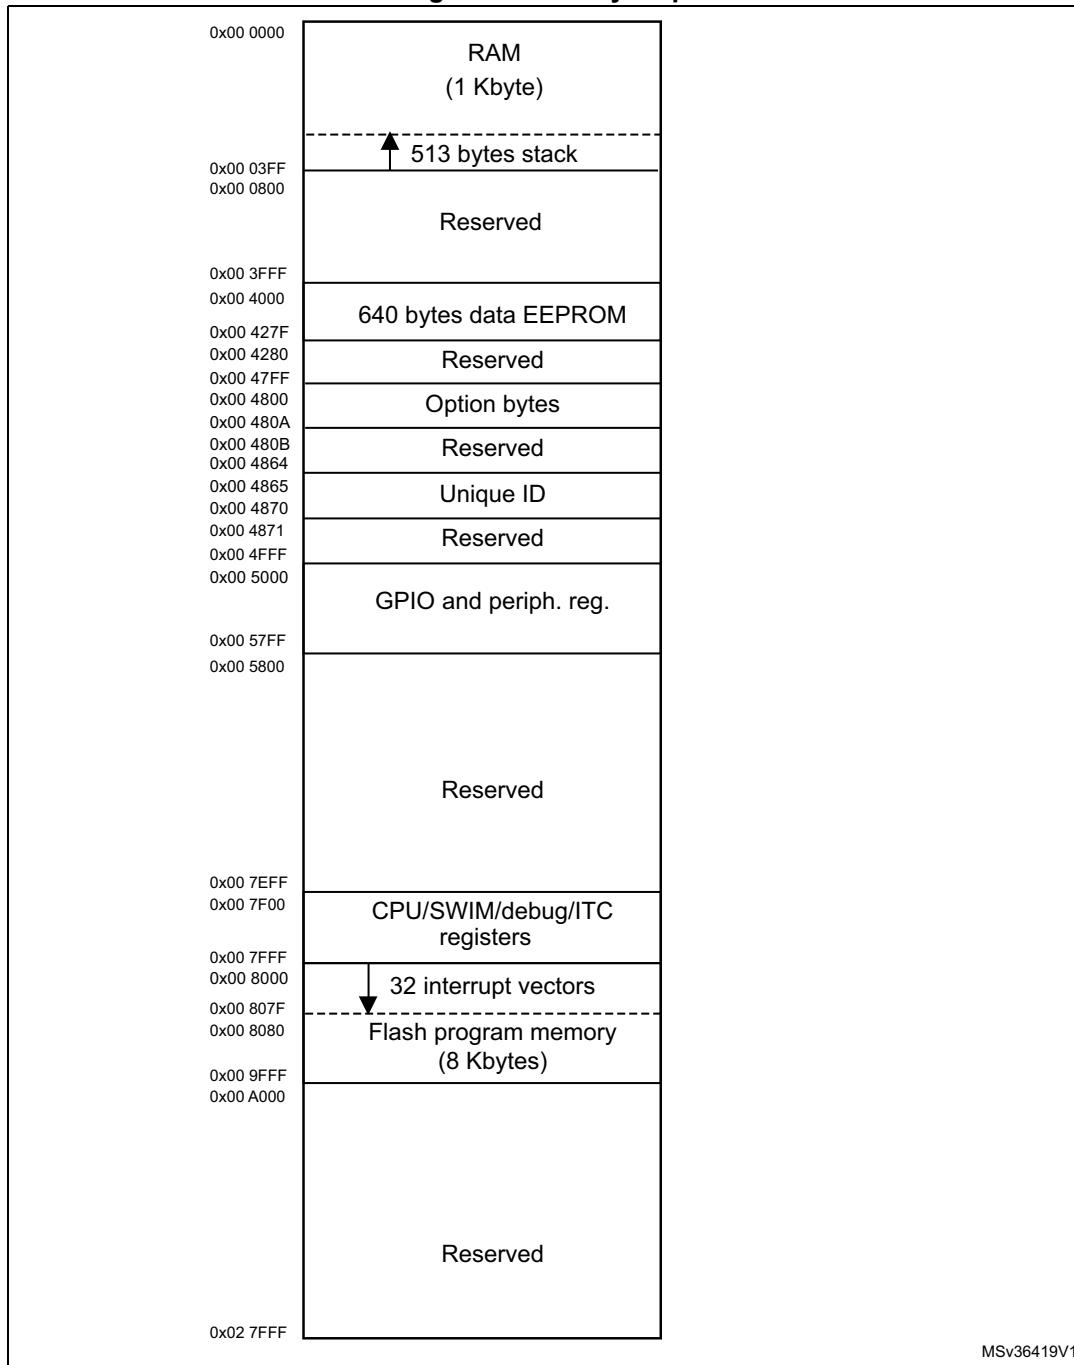 0x00 0000
RAM
(1 Kbyte)
513 bytes stack
0x00 03FF
0x00 0800
Reserved
0x00 3FFF
0x00 4000
640 bytes data EEPROM
0x00 427F
0x00 4280
Reserved
0x00 47FF
0x00 4800
Option bytes
0x00 480A
0x00 480B
Reserved
0x00 4864
0x00 4865
Unique ID
0x00 4870
0x00 4871
Reserved
0x00 4FFF
0x00 5000
GPIO and periph. reg.
0x00 57FF
0x00 5800
Reserved
0x00 7EFF
0x00 7F00
CPU/SWIM/debug/ITC
registers
0x00 7FFF
0x00 8000
32 interrupt vectors
0x00 807F
0x00 8080
Flash program memory
(8 Kbytes)
0x00 9FFF
0x00 A000
Reserved
0x02 7FFF
MSv36419V1